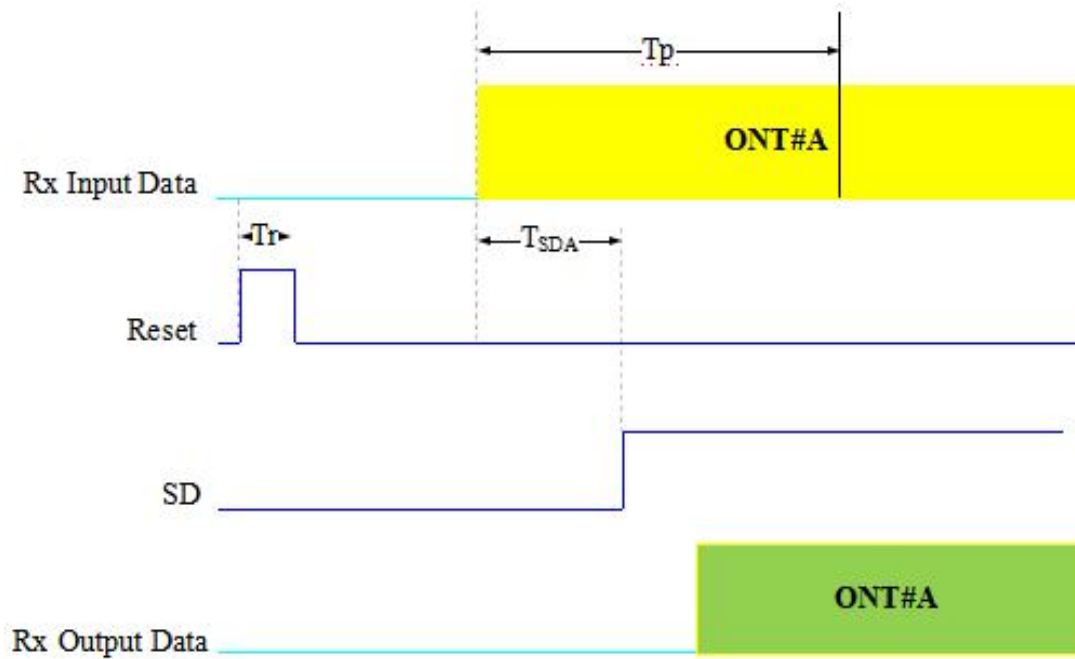 Tp
ONT#A
Rx Input Data
Tr
TSDA
Reset
SD
ONT#A
Rx Output Data